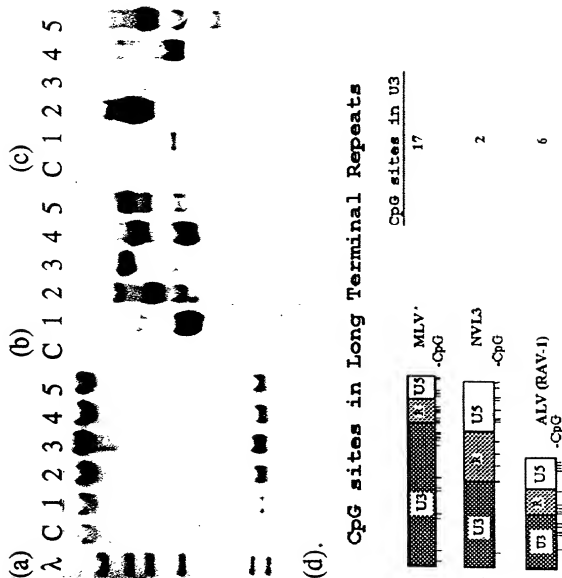 (a) (b) (c)
λ C 1 2 3 4 5 C 1 2 3 4 5 C 1 2 3 4 5
(d).
CpG sites in Long Terminal Repeats
CpG sites in U3
U3 R U5 MLV* 17
-CpG
U3 R U5 NVL3 2
-CpG
U3 R U5 ALV (RAV-1) 6
-CpG